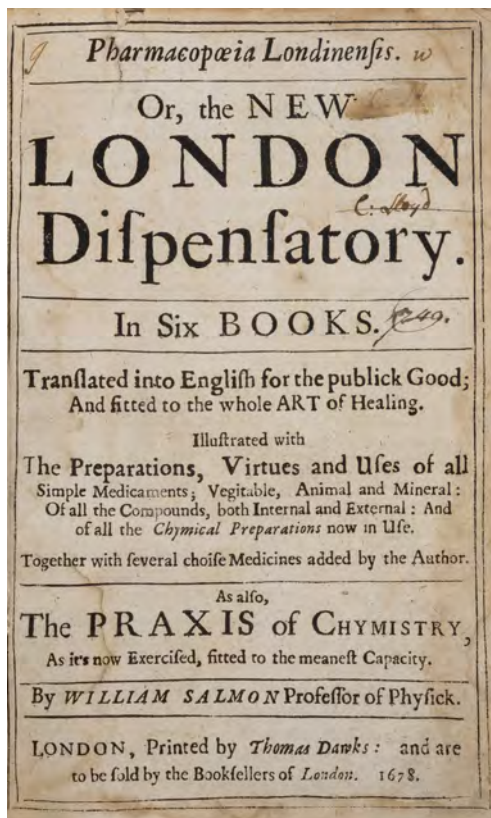 Pharmacopœia Londinenſis.
Or, the NEW
LONDON
C: Lloyd
Diſpenſatory.
In Six BOOKS.
Tranſlated into Engliſh for the publick Good;
And fitted to the whole ART of Healing.
Illuſtrated with
The Preparations, Virtues and Uſes of all
Simple Medicaments; Vegitable, Animal and Mineral:
Of all the Compounds, both Internal and External: And
of all the Chymical Preparations now in Uſe.
Together with ſeveral choiſe Medicines added by the Author.
As alſo,
The PRAXIS of CHYMISTRY,
As it's now Exerciſed, fitted to the meaneſt Capacity.
By WILLIAM SALMON Profeſſor of Phyſick.
LONDON, Printed by Thomas Dawks: and are
to be ſold by the Bookſellers of London. 1678.